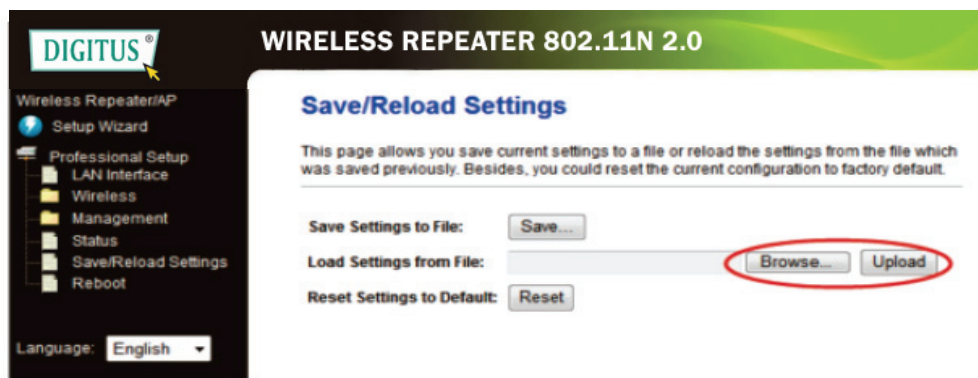 DIGITUS®
WIRELESS REPEATER 802.11N 2.0
Wireless Repeater/AP
Setup Wizard
Professional Setup
LAN Interface
Wireless
Management
Status
Save/Reload Settings
Reboot
Language: English
Save/Reload Settings
This page allows you save current settings to a file or reload the settings from the file which
was saved previously. Besides, you could reset the current configuration to factory default.
Save Settings to File: Save...
Load Settings from File: Browse... Upload
Reset Settings to Default: Reset